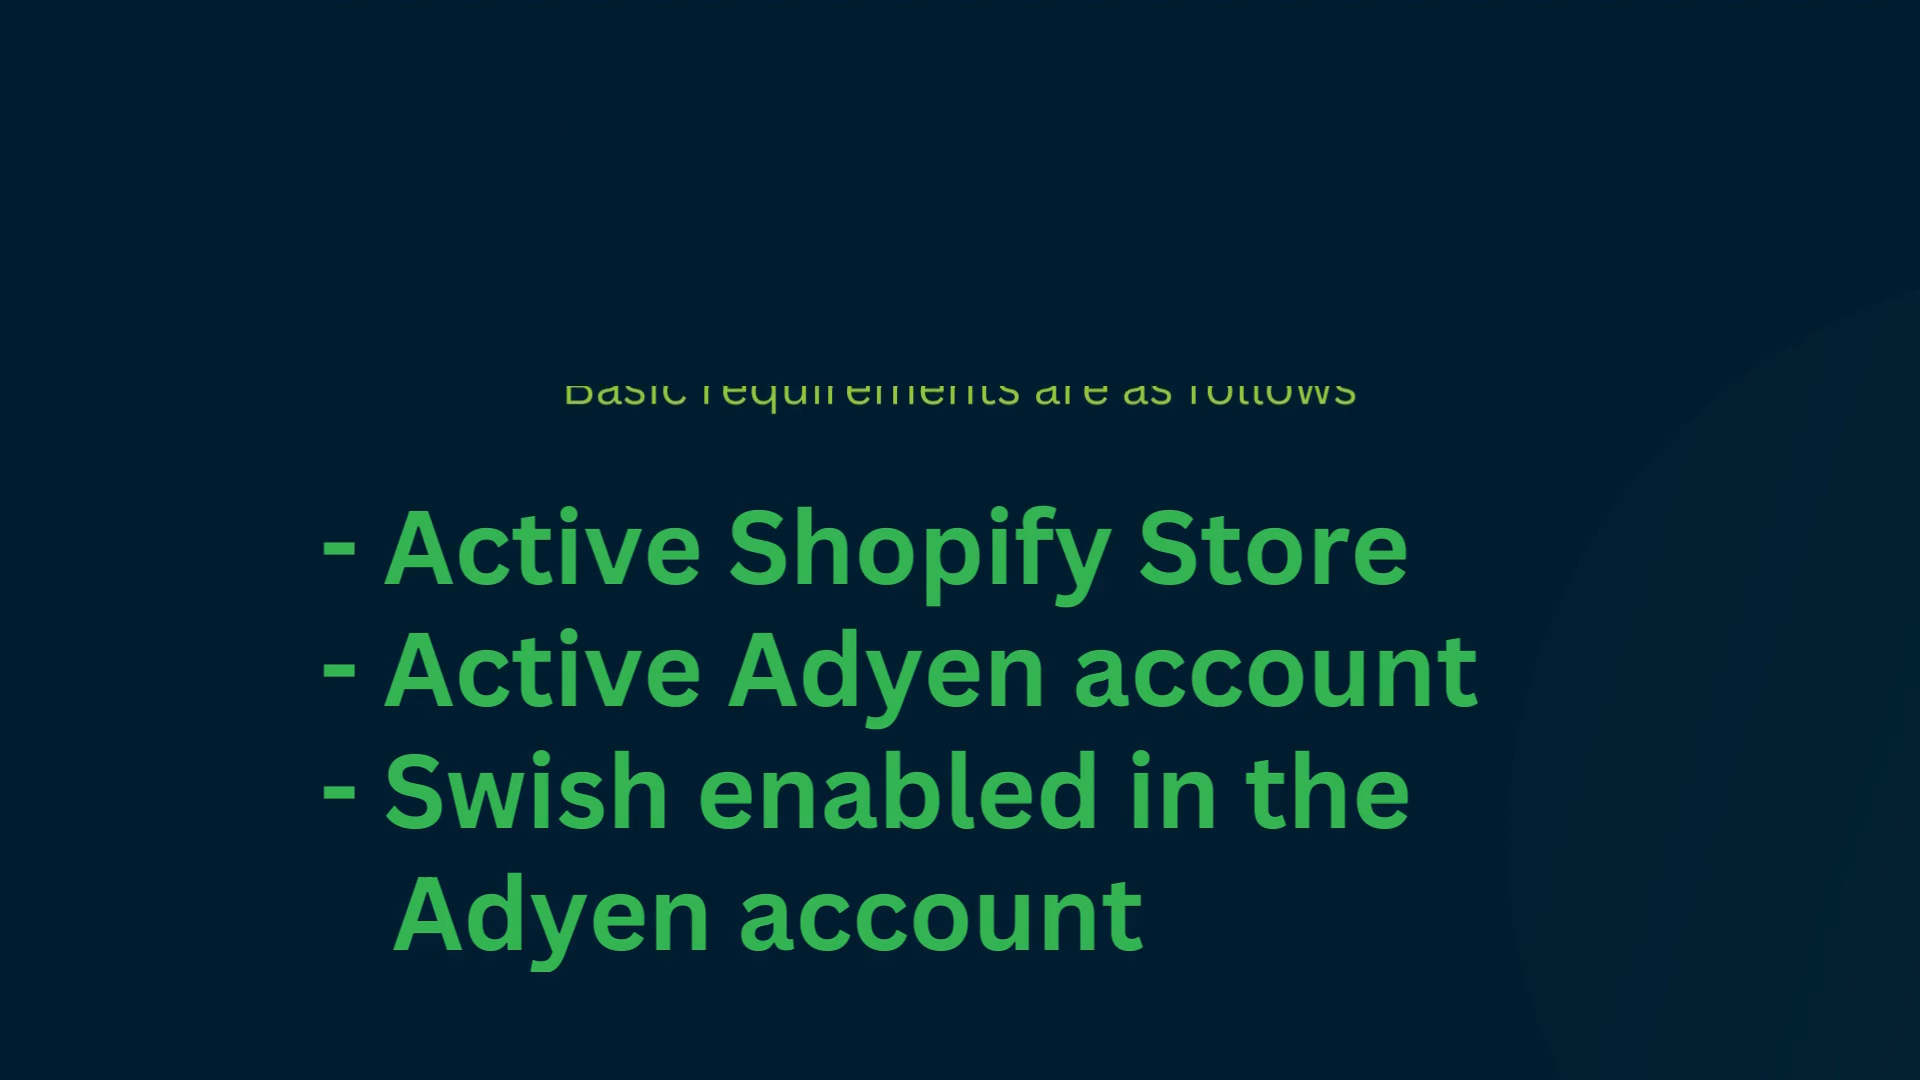 Basic requirements are as follows
- Active Shopify Store
- Active Adyen account
- Swish enabled in the
Adyen account